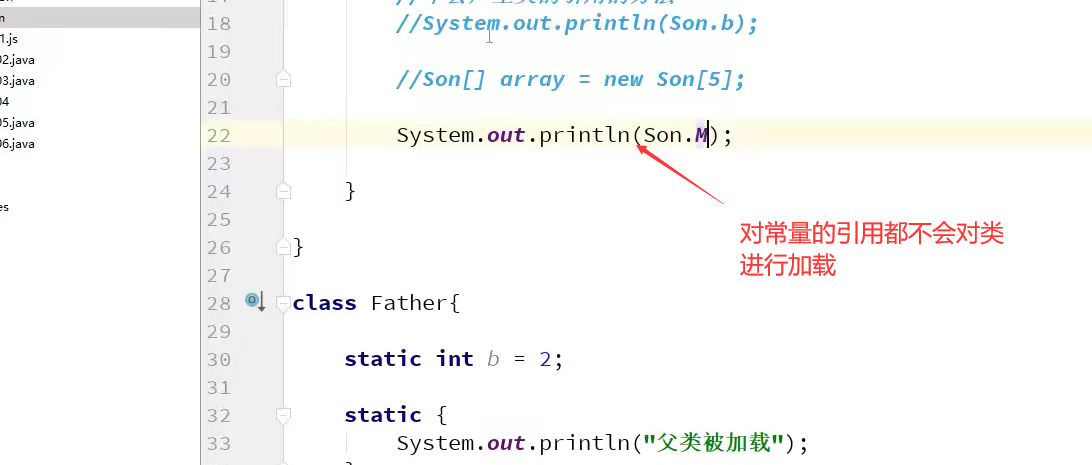 1.js
02.java
03.java
04
05.java
06.java
es
18 //System.out.println(Son.b);
19
20 //Son[] array = new Son[5];
21
22 System.out.println(Son.M);
23
24 }
25
26 }
27
28 class Father{
29
30 static int b = 2;
31
32 static {
33 System.out.println("父类被加载");
对常量的引用都不会对类
进行加载